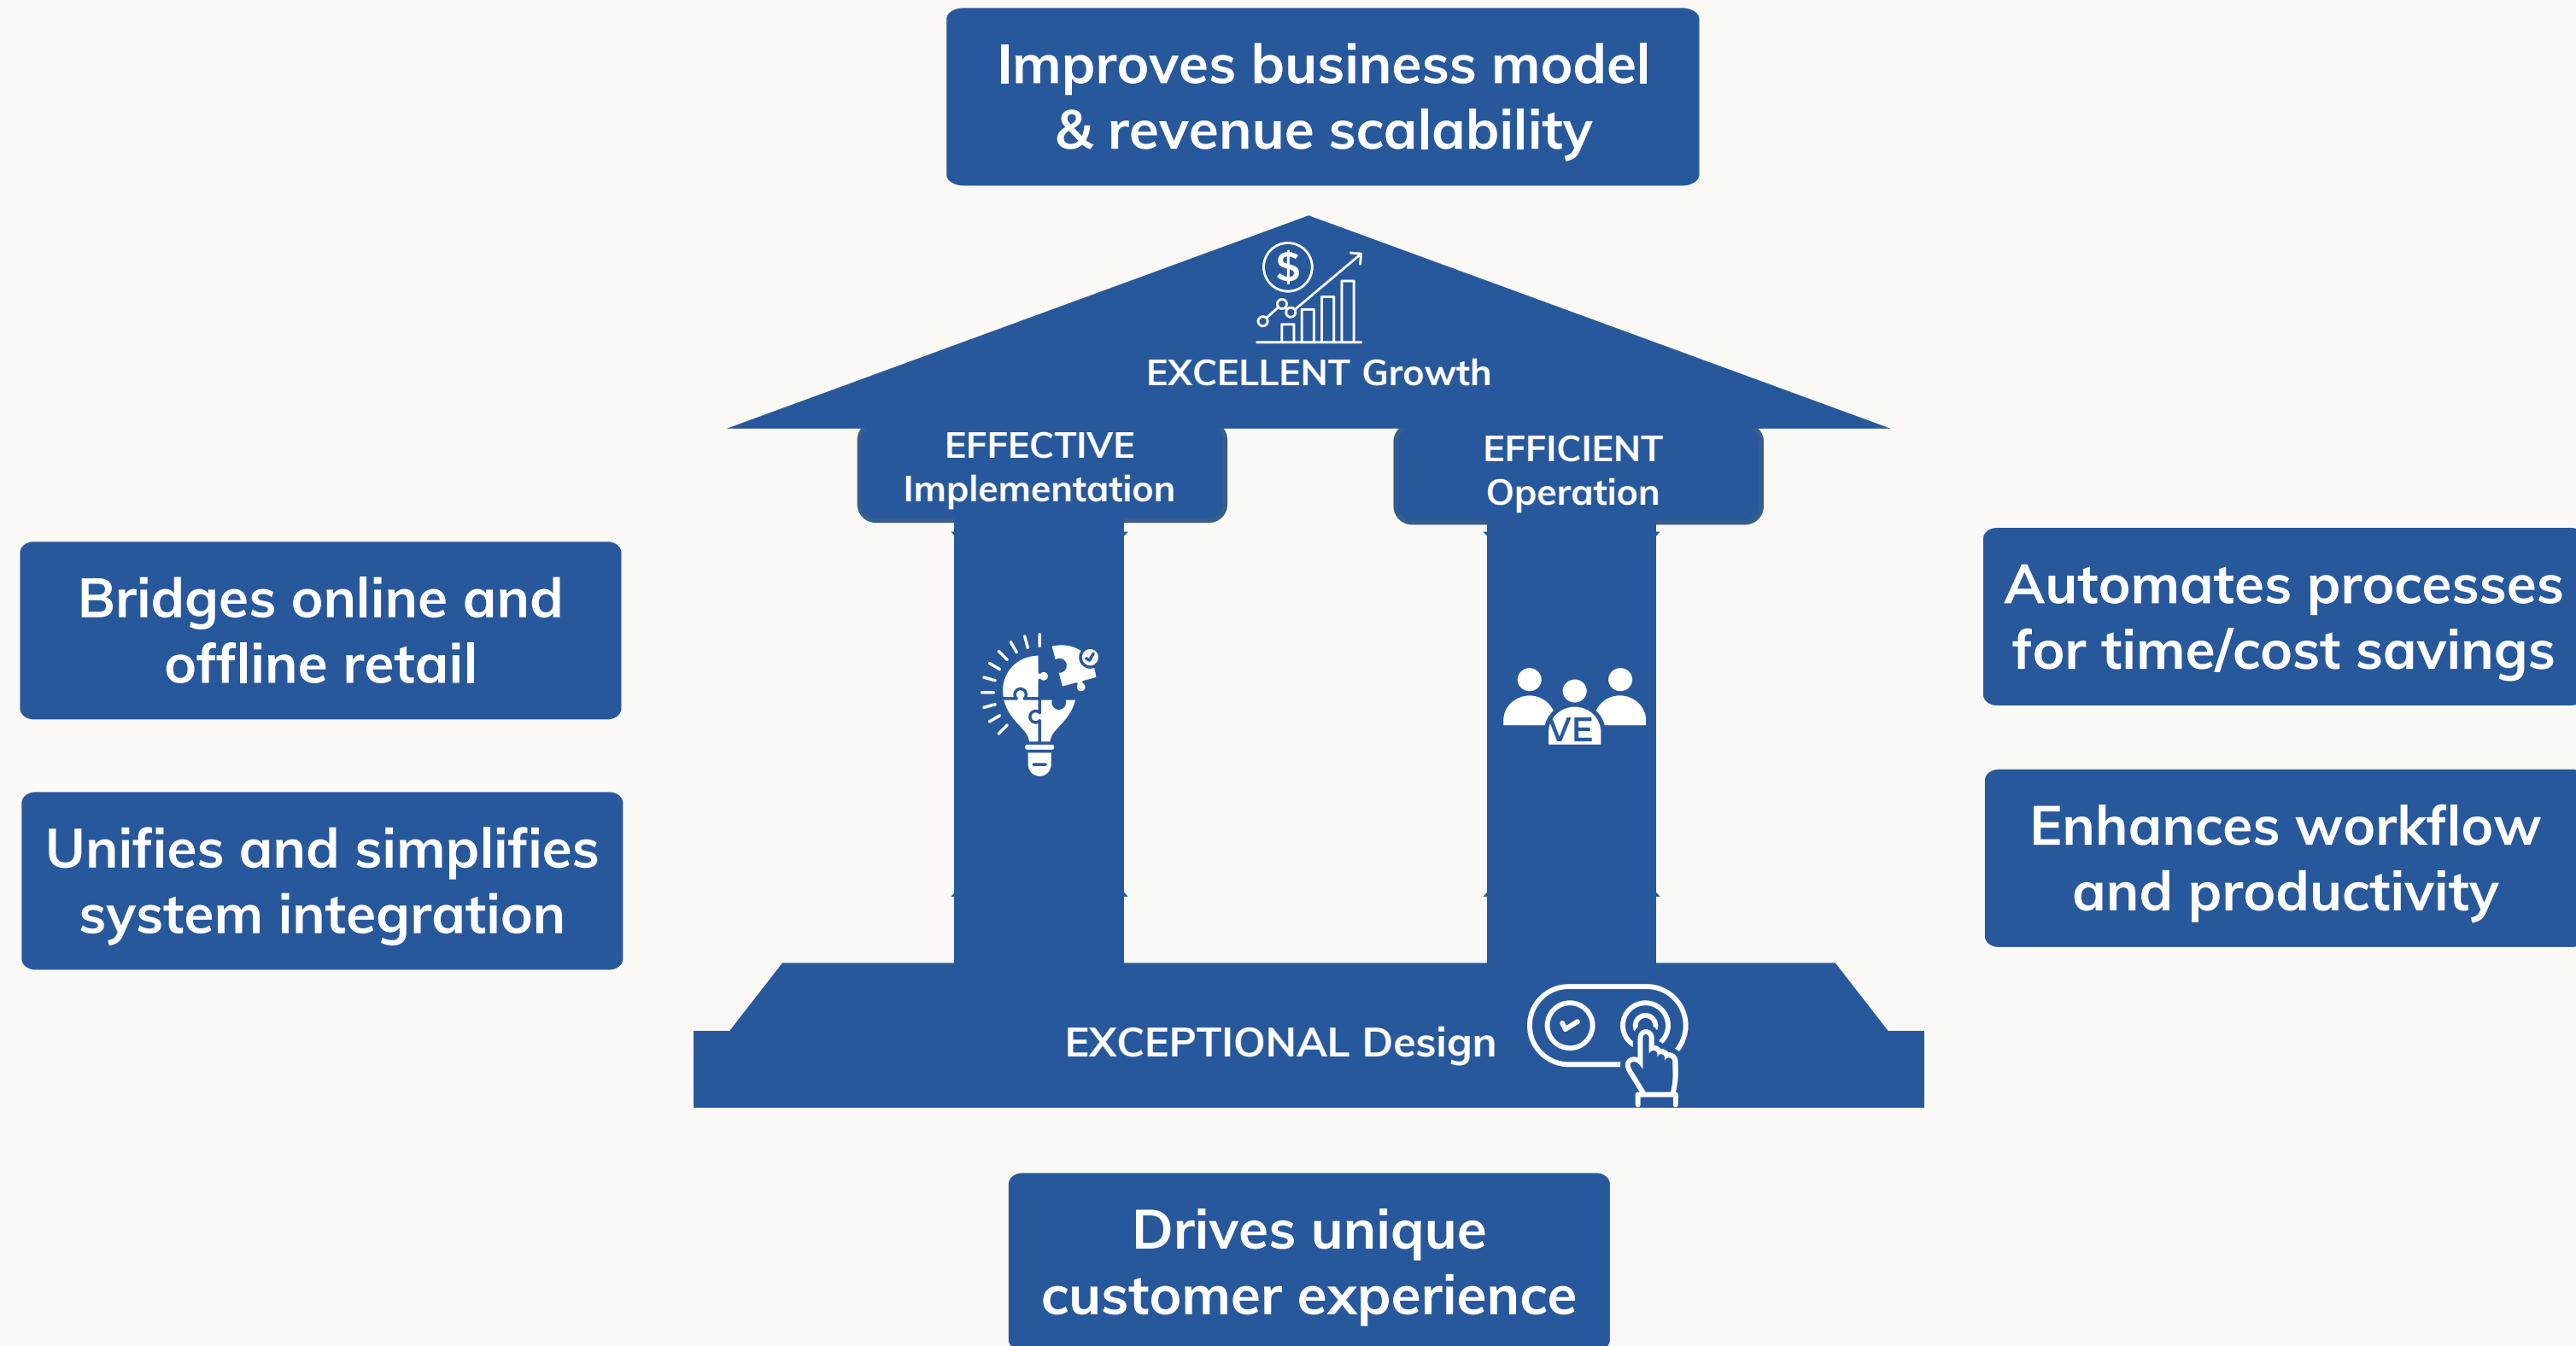 Improves business model
& revenue scalability
$
EXCELLENT Growth
EFFECTIVE
Implementation
EFFICIENT
Operation
Bridges online and
offline retail
Automates processes
for time/cost savings
VE
Unifies and simplifies
system integration
Enhances workflow
and productivity
EXCEPTIONAL Design
Drives unique
customer experience